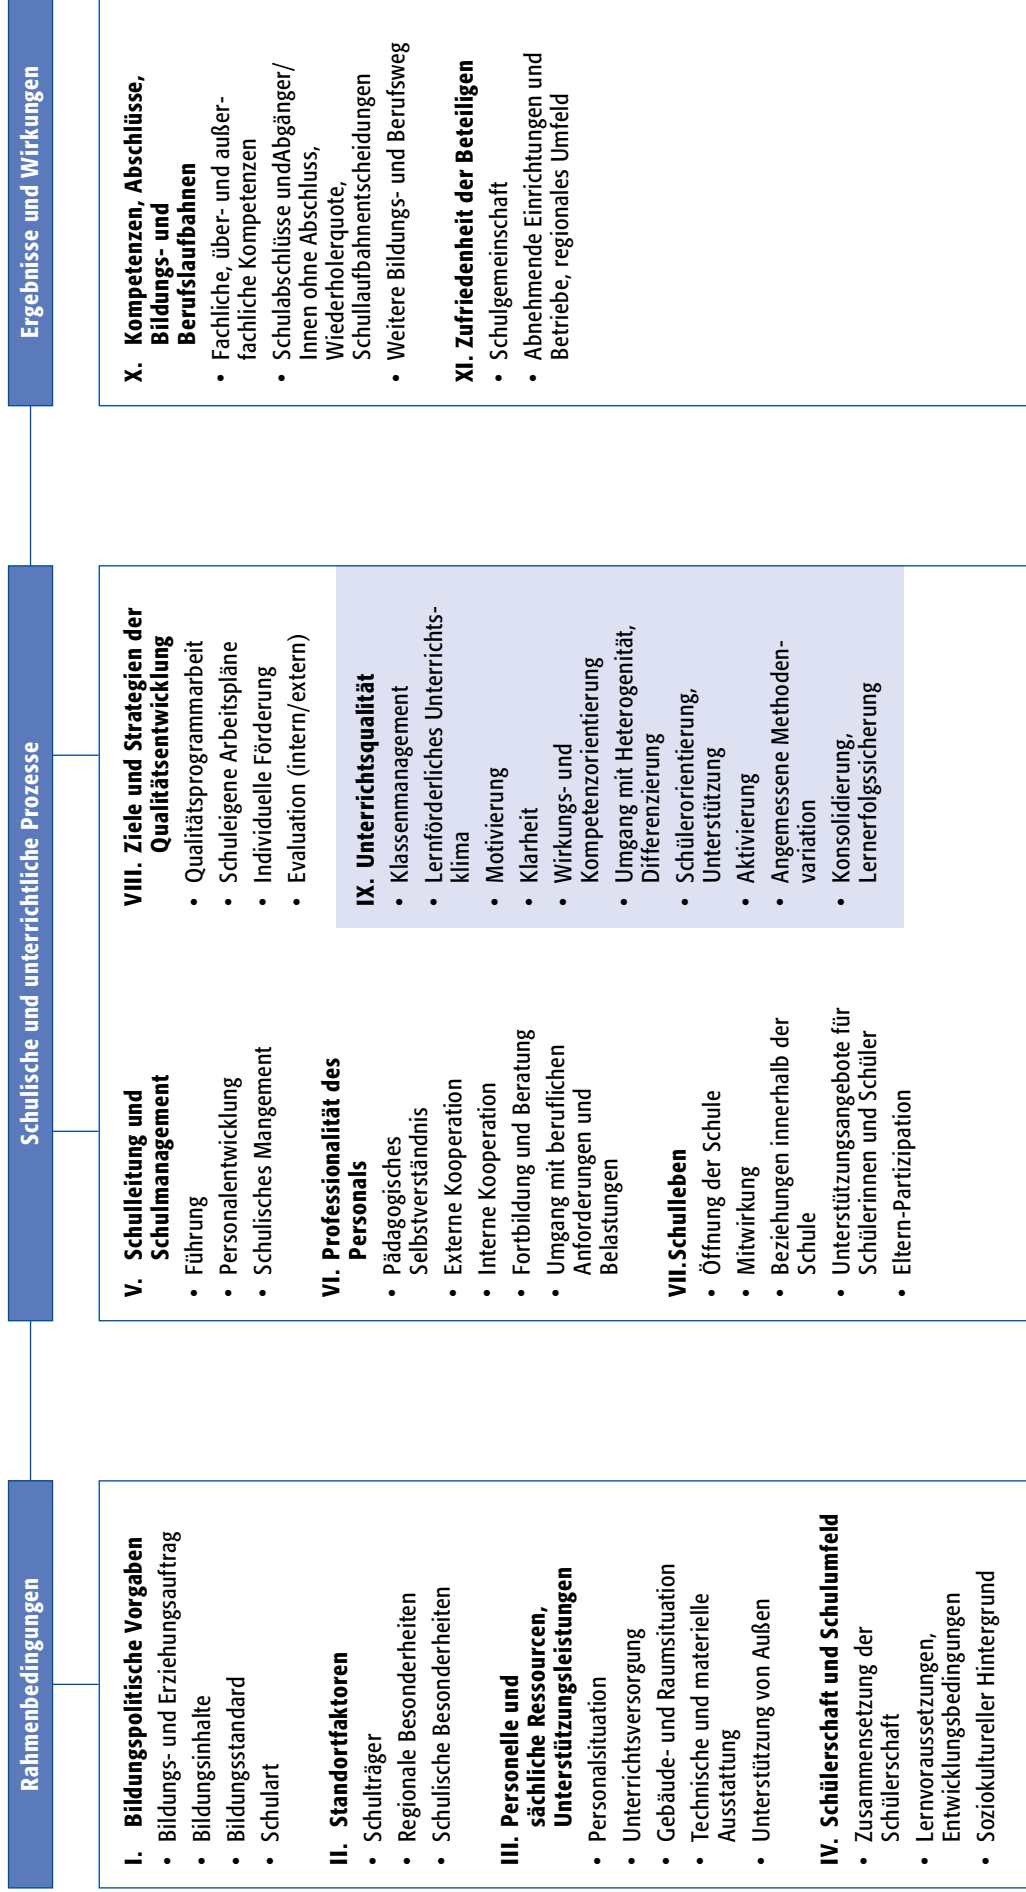 Rahmenbedingungen
I. Bildungspolitische Vorgaben
• Bildungs- und Erziehungsauftrag
• Bildungsinhalte
• Bildungsstandard
• Schulart
II. Standortfaktoren
• Schulträger
• Regionale Besonderheiten
• Schulische Besonderheiten
III. Personelle und
sächliche Ressourcen,
Unterstützungsleistungen
• Personalsituation
• Unterrichtsversorgung
• Gebäude- und Raumsituation
• Technische und materielle
Ausstattung
• Unterstützung von Außen
IV. Schülerschaft und Schulumfeld
• Zusammensetzung der
Schülerschaft
• Lernvoraussetzungen,
Entwicklungsbedingungen
• Soziokultureller Hintergrund
Schulische und unterrichtliche Prozesse
V. Schulleitung und
Schulmanagement
• Führung
• Personalentwicklung
• Schulisches Mangement
VI. Professionalität des
Personals
• Pädagogisches
Selbstverständnis
• Externe Kooperation
• Interne Kooperation
• Fortbildung und Beratung
• Umgang mit beruflichen
Anforderungen und
Belastungen
VII.Schulleben
• Öffnung der Schule
• Mitwirkung
• Beziehungen innerhalb der
Schule
• Unterstützungsangebote für
Schülerinnen und Schüler
• Eltern-Partizipation
VIII. Ziele und Strategien der
Qualitätsentwicklung
• Qualitätsprogrammarbeit
• Schuleigene Arbeitspläne
• Individuelle Förderung
• Evaluation (intern/extern)
IX. Unterrichtsqualität
• Klassenmanagement
• Lernförderliches Unterrichts-
klima
• Motivierung
• Klarheit
• Wirkungs- und
Kompetenzorientierung
• Umgang mit Heterogenität,
Differenzierung
• Schülerorientierung,
Unterstützung
• Aktivierung
• Angemessene Methoden-
variation
• Konsolidierung,
Lernerfolgssicherung
Ergebnisse und Wirkungen
X. Kompetenzen, Abschlüsse,
Bildungs- und
Berufslaufbahnen
• Fachliche, über- und außer-
fachliche Kompetenzen
• Schulabschlüsse undAbgänger/
Innen ohne Abschluss,
Wiederholerquote,
Schullaufbahnentscheidungen
• Weitere Bildungs- und Berufsweg
XI. Zufriedenheit der Beteiligen
• Schulgemeinschaft
• Abnehmende Einrichtungen und
Betriebe, regionales Umfeld